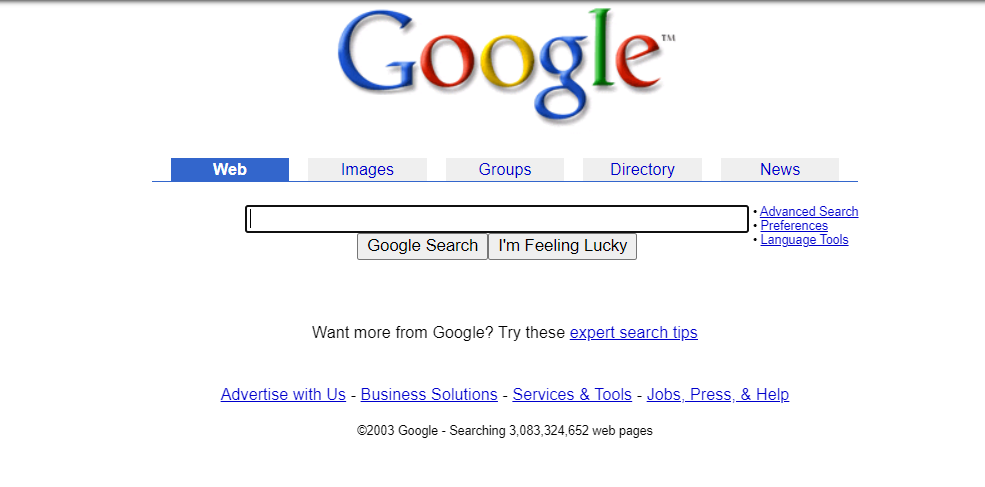 Google™
Web Images Groups Directory News
• Advanced Search
• Preferences
• Language Tools
Google Search I'm Feeling Lucky
Want more from Google? Try these expert search tips
Advertise with Us - Business Solutions - Services & Tools - Jobs, Press, & Help
©2003 Google - Searching 3,083,324,652 web pages